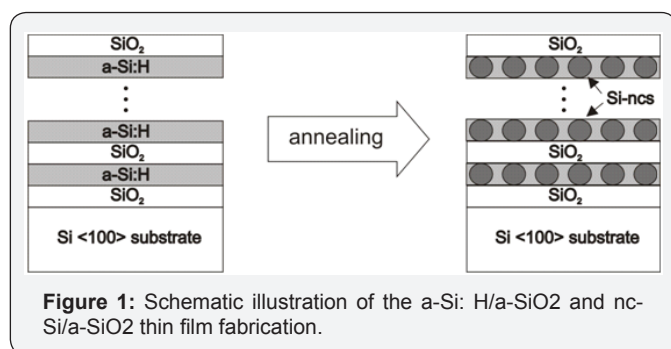 SiO2
a-Si:H
a-Si:H
SiO2
a-Si:H
SiO2
Si <100> substrate
annealing
SiO2
Si-ncs
SiO2
SiO2
Si <100> substrate
Figure 1: Schematic illustration of the a-Si: H/a-SiO2 and nc-
Si/a-SiO2 thin film fabrication.